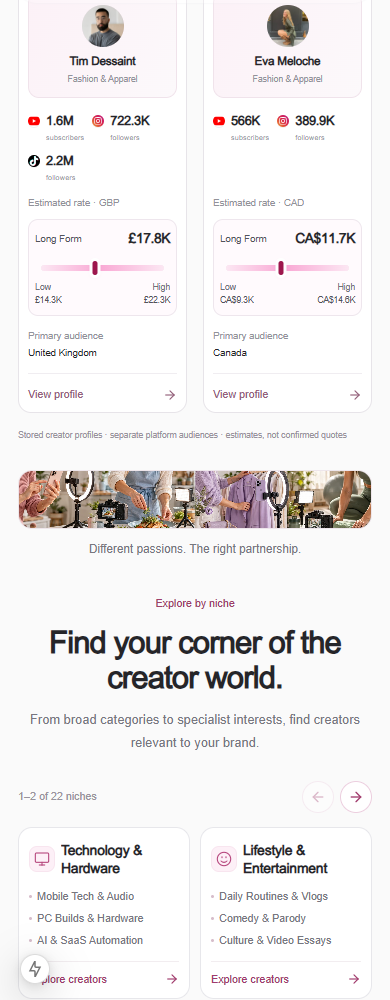 Tim Dessaint
Fashion & Apparel
1.6M
subscribers
722.3K
followers
2.2M
followers
Estimated rate · GBP
Long Form £17.8K
Low High
£14.3K £22.3K
Primary audience
United Kingdom
View profile
Eva Meloche
Fashion & Apparel
566K
subscribers
389.9K
followers
Estimated rate · CAD
Long Form CA$11.7K
Low High
CA$9.3K CA$14.6K
Primary audience
Canada
View profile
Stored creator profiles · separate platform audiences · estimates, not confirmed quotes
Different passions. The right partnership.
Explore by niche
Find your corner of the
creator world.
From broad categories to specialist interests, find creators
relevant to your brand.
1–2 of 22 niches
Technology &
Hardware
• Mobile Tech & Audio
• PC Builds & Hardware
• AI & SaaS Automation
plore creators
Lifestyle &
Entertainment
• Daily Routines & Vlogs
• Comedy & Parody
• Culture & Video Essays
Explore creators